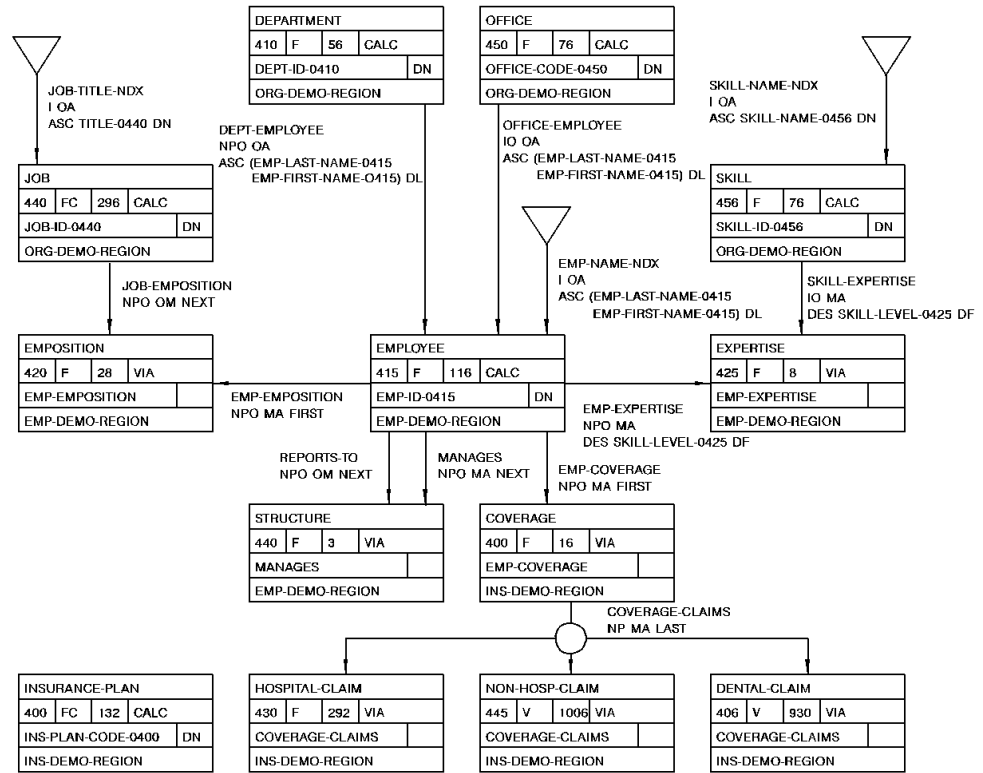 DEPARTMENT
410 F 56 CALC
DEPT-ID-0410 DN
ORG-DEMO-REGION
OFFICE
450 F 76 CALC
OFFICE-CODE-0450 DN
ORG-DEMO-REGION
JOB-TITLE-NDX
I OA
ASC TITLE-0440 DN
DEPT-EMPLOYEE
NPO OA
ASC (EMP-LAST-NAME-0415
EMP-FIRST-NAME-0415) DL
OFFICE-EMPLOYEE
IO OA
ASC (EMP-LAST-NAME-0415
EMP-FIRST-NAME-0415) DL
SKILL-NAME-NDX
I OA
ASC SKILL-NAME-0456 DN
JOB
440 FC 296 CALC
JOB-ID-0440 DN
ORG-DEMO-REGION
SKILL
456 F 76 CALC
SKILL-ID-0456 DN
ORG-DEMO-REGION
JOB-EMPOSITION
NPO OM NEXT
EMP-NAME-NDX
I OA
ASC (EMP-LAST-NAME-0415
EMP-FIRST-NAME-0415) DL
SKILL-EXPERTISE
IO MA
DES SKILL-LEVEL-0425 DF
EMPOSITION
420 F 28 VIA
EMP-EMPOSITION
EMP-DEMO-REGION
EMP-EMPOSITION
NPO MA FIRST
EMPLOYEE
415 F 116 CALC
EMP-ID-0415 DN
EMP-DEMO-REGION
EMP-EXPERTISE
NPO MA
DES SKILL-LEVEL-0425 DF
EXPERTISE
425 F 8 VIA
EMP-EXPERTISE
EMP-DEMO-REGION
REPORTS-TO
NPO OM NEXT
MANAGES
NPO MA NEXT
EMP-COVERAGE
NPO MA FIRST
STRUCTURE
440 F 3 VIA
MANAGES
EMP-DEMO-REGION
COVERAGE
400 F 16 VIA
EMP-COVERAGE
INS-DEMO-REGION
COVERAGE-CLAIMS
NP MA LAST
INSURANCE-PLAN
400 FC 132 CALC
INS-PLAN-CODE-0400 DN
INS-DEMO-REGION
HOSPITAL-CLAIM
430 F 292 VIA
COVERAGE-CLAIMS
INS-DEMO-REGION
NON-HOSP-CLAIM
445 V 1006 VIA
COVERAGE-CLAIMS
INS-DEMO-REGION
DENTAL-CLAIM
406 V 930 VIA
COVERAGE-CLAIMS
INS-DEMO-REGION